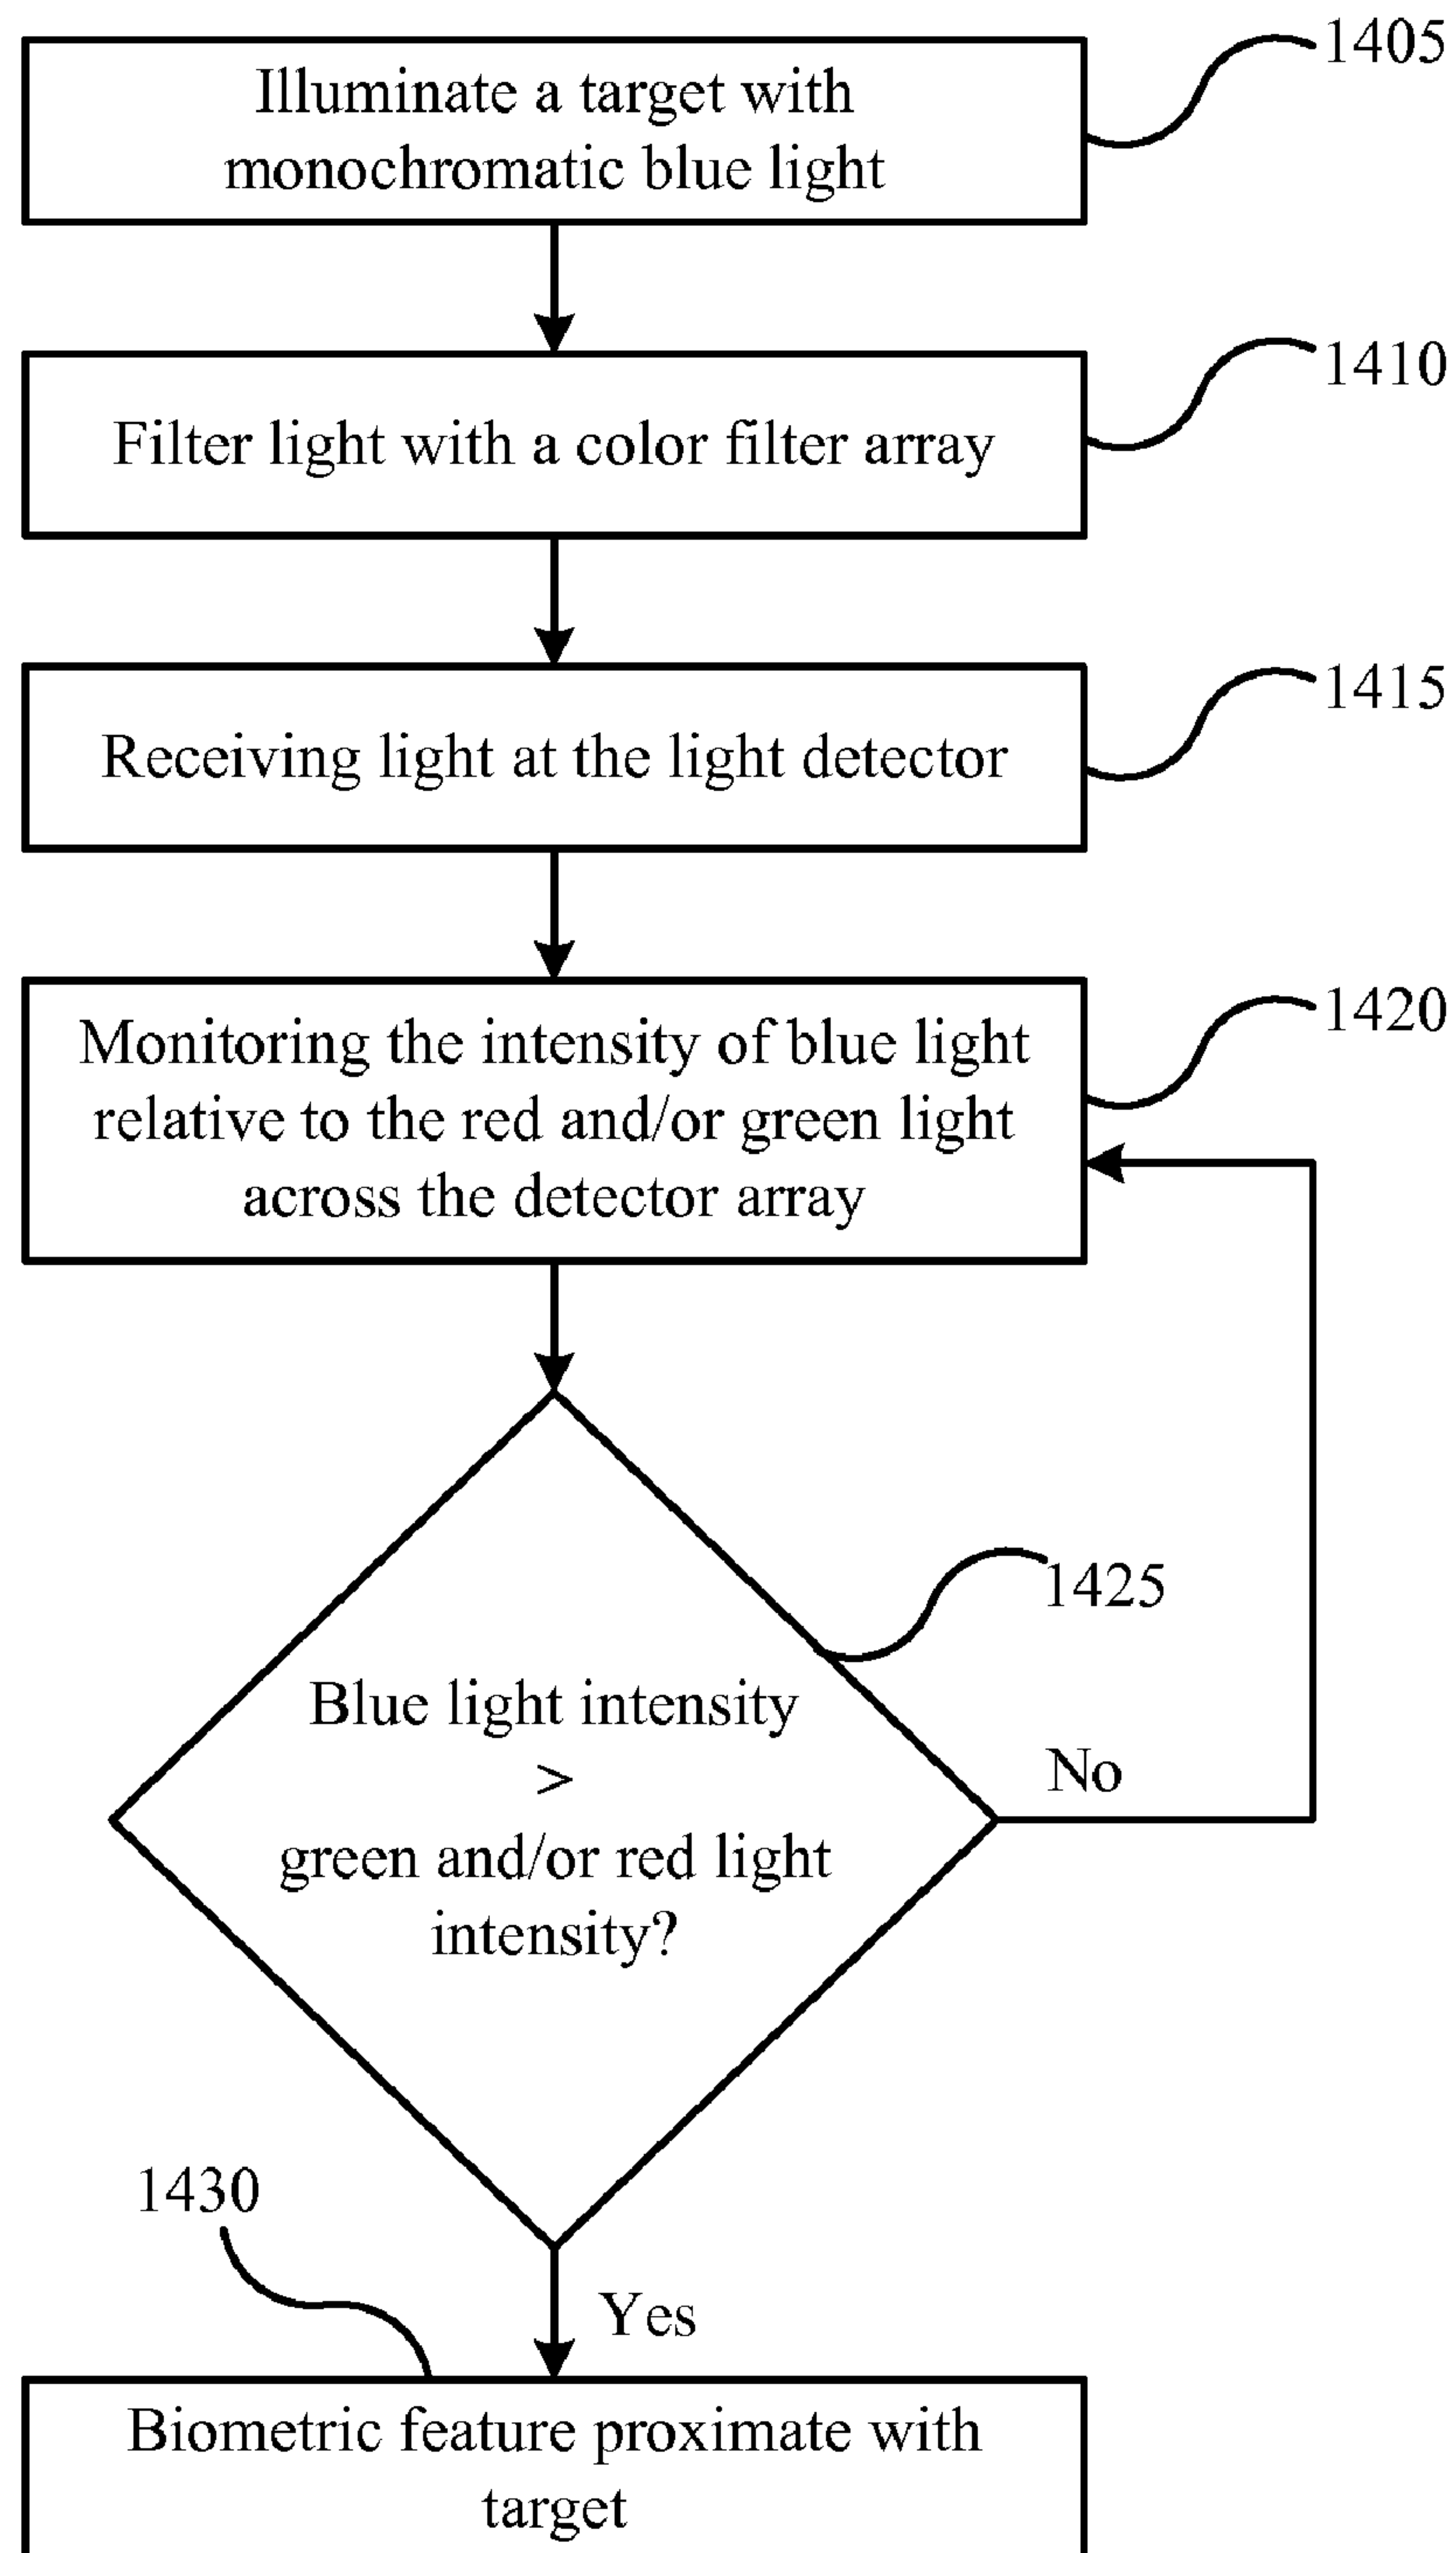 1405
Illuminate a target with
monochromatic blue light
1410
Filter light with a color filter array
1415
Receiving light at the light detector
1420
Monitoring the intensity of blue light
relative to the red and/or green light
across the detector array
1425
Blue light intensity
>
green and/or red light
intensity?
No
1430
Yes
Biometric feature proximate with
target